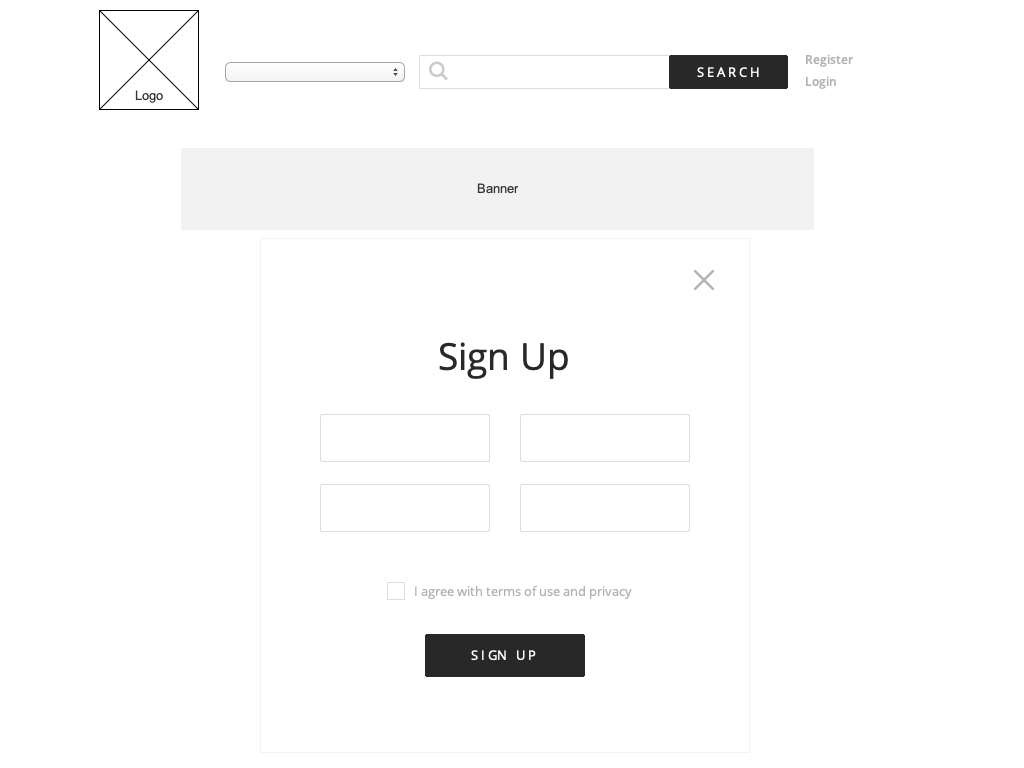 Logo
SEARCH
Register
Login
Banner
Sign Up
I agree with terms of use and privacy
SIGN UP